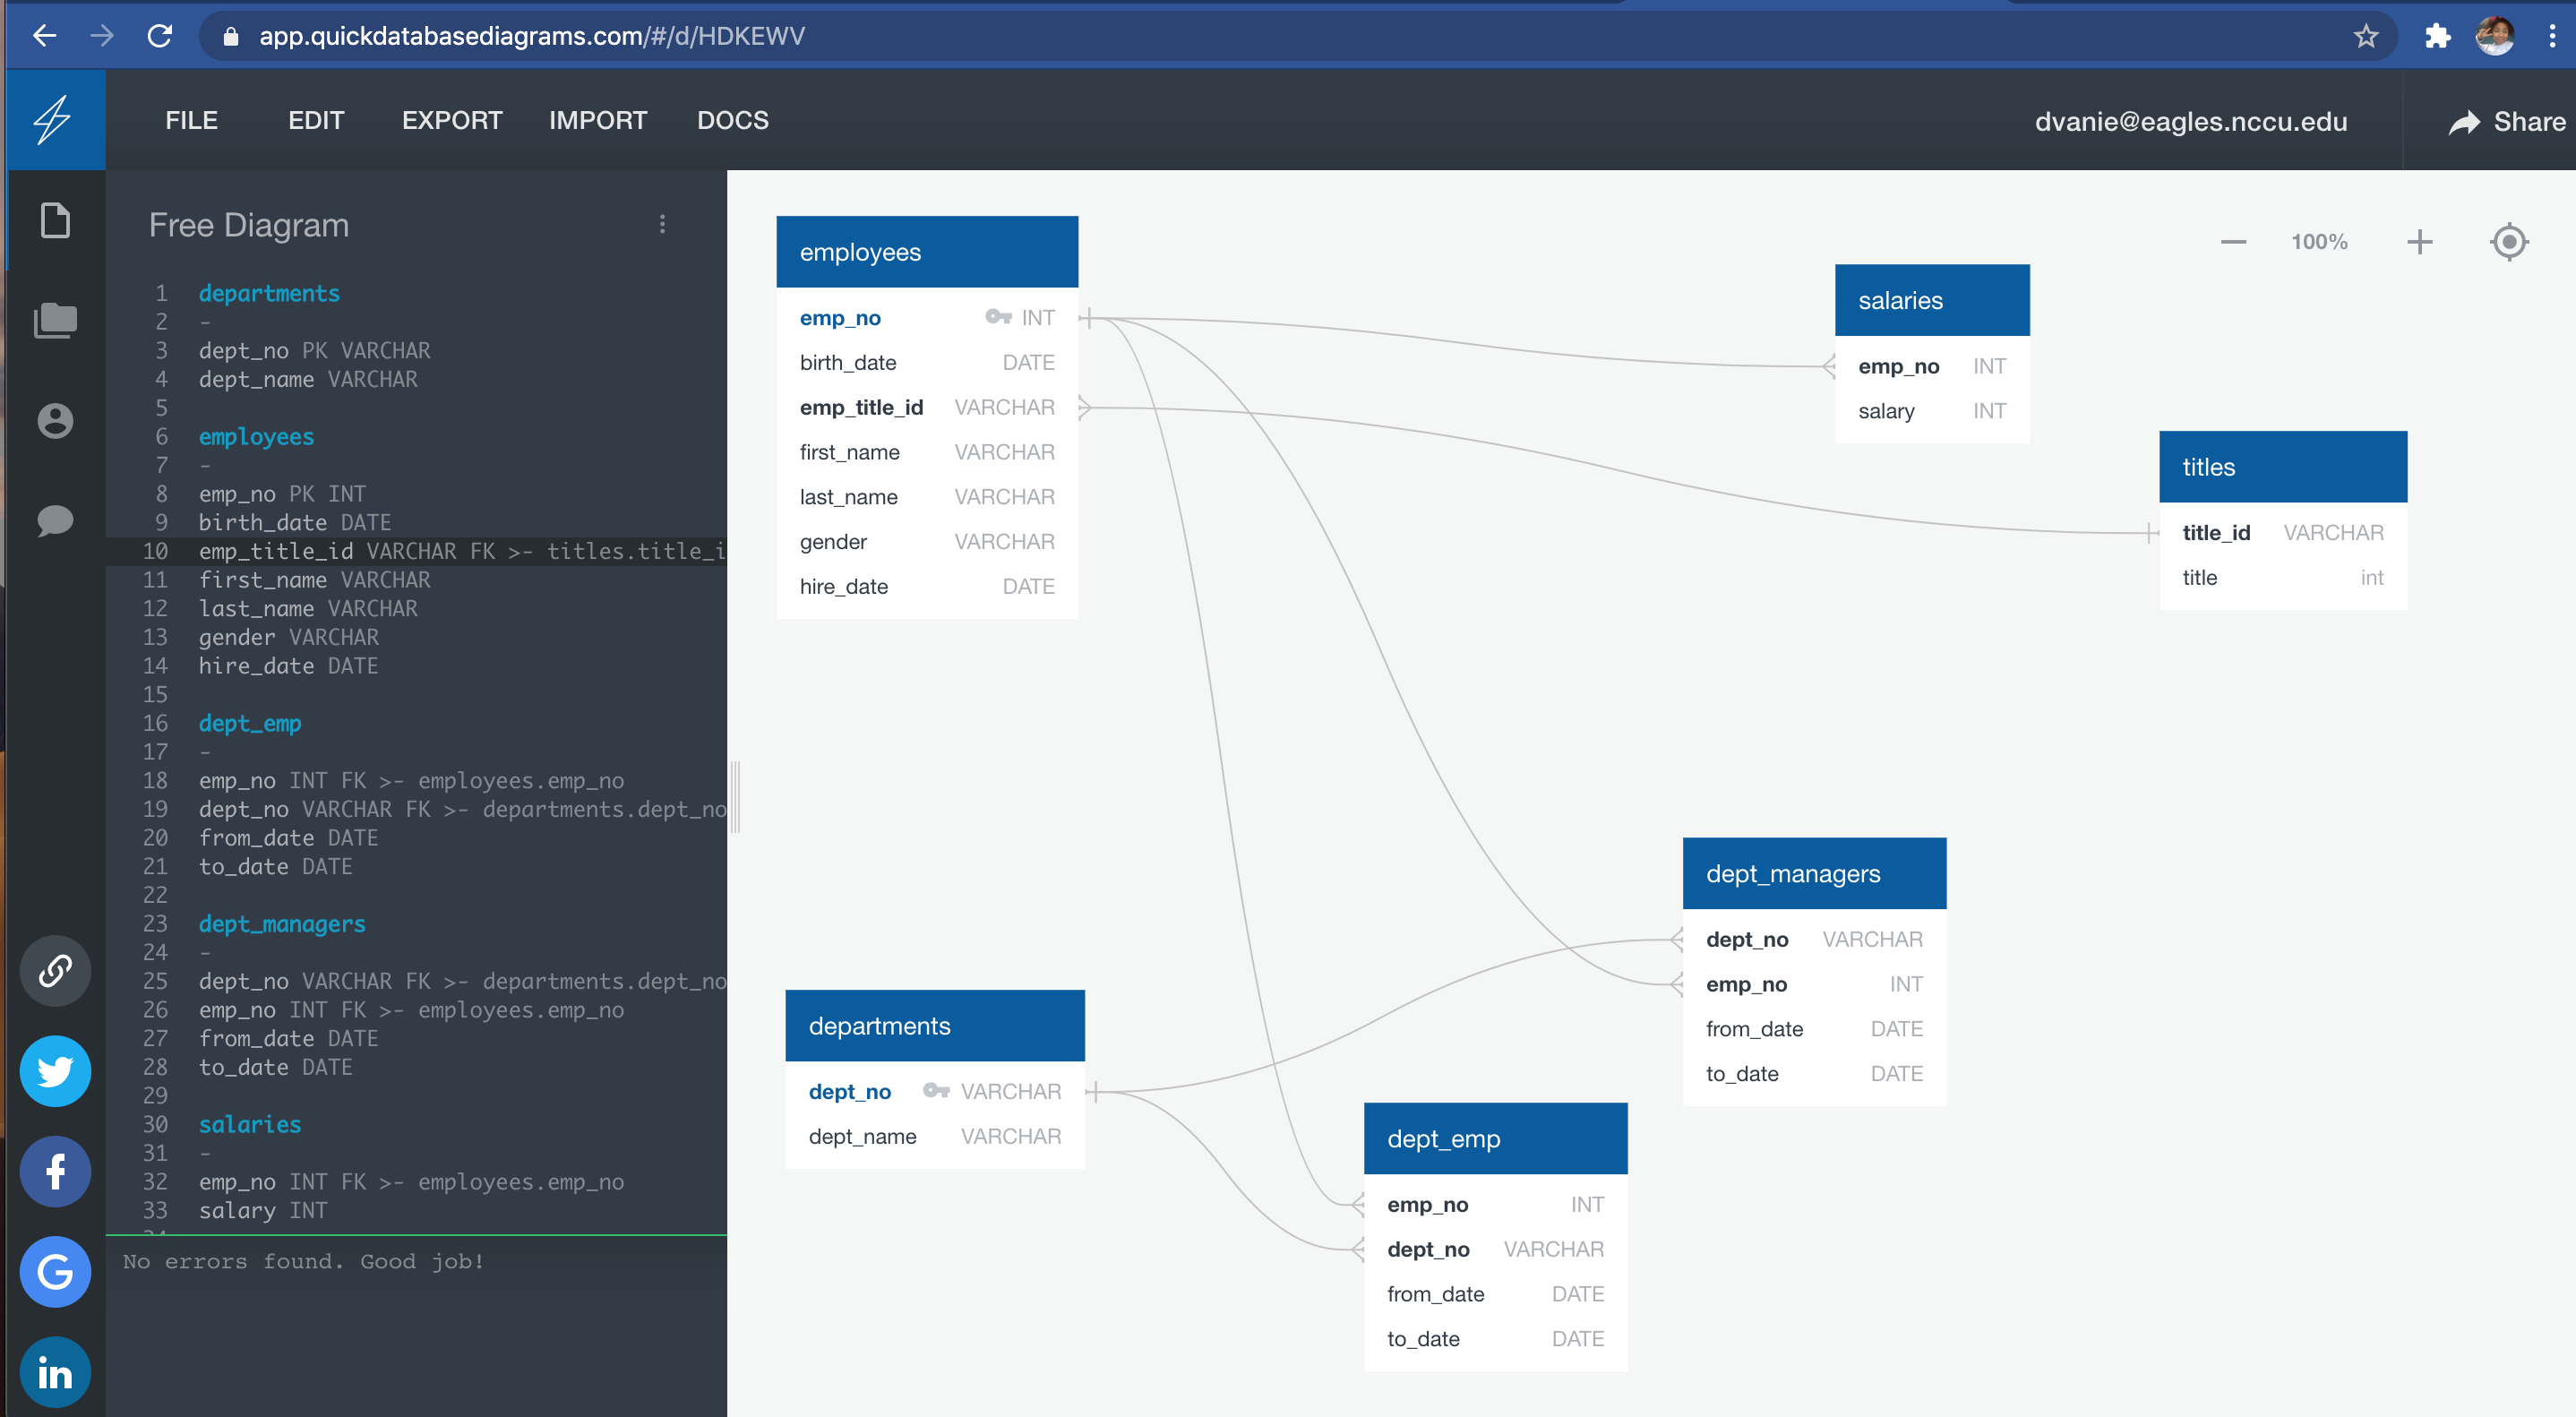 app.quickdatabasediagrams.com/#/d/HDKEWV
FILE EDIT EXPORT IMPORT DOCS
dvanie@eagles.nccu.edu
Share
Free Diagram
1 departments
2 -
3 dept_no PK VARCHAR
4 dept_name VARCHAR
5
6 employees
7 -
8 emp_no PK INT
9 birth_date DATE
10 emp_title_id VARCHAR FK >- titles.title_i
11 first_name VARCHAR
12 last_name VARCHAR
13 gender VARCHAR
14 hire_date DATE
15
16 dept_emp
17 -
18 emp_no INT FK >- employees.emp_no
19 dept_no VARCHAR FK >- departments.dept_no
20 from_date DATE
21 to_date DATE
22
23 dept_managers
24 -
25 dept_no VARCHAR FK >- departments.dept_no
26 emp_no INT FK >- employees.emp_no
27 from_date DATE
28 to_date DATE
29
30 salaries
31 -
32 emp_no INT FK >- employees.emp_no
33 salary INT
No errors found. Good job!
100%
employees
emp_no INT
birth_date DATE
emp_title_id VARCHAR
first_name VARCHAR
last_name VARCHAR
gender VARCHAR
hire_date DATE
salaries
emp_no INT
salary INT
titles
title_id VARCHAR
title int
dept_managers
dept_no VARCHAR
emp_no INT
from_date DATE
to_date DATE
departments
dept_no VARCHAR
dept_name VARCHAR
dept_emp
emp_no INT
dept_no VARCHAR
from_date DATE
to_date DATE